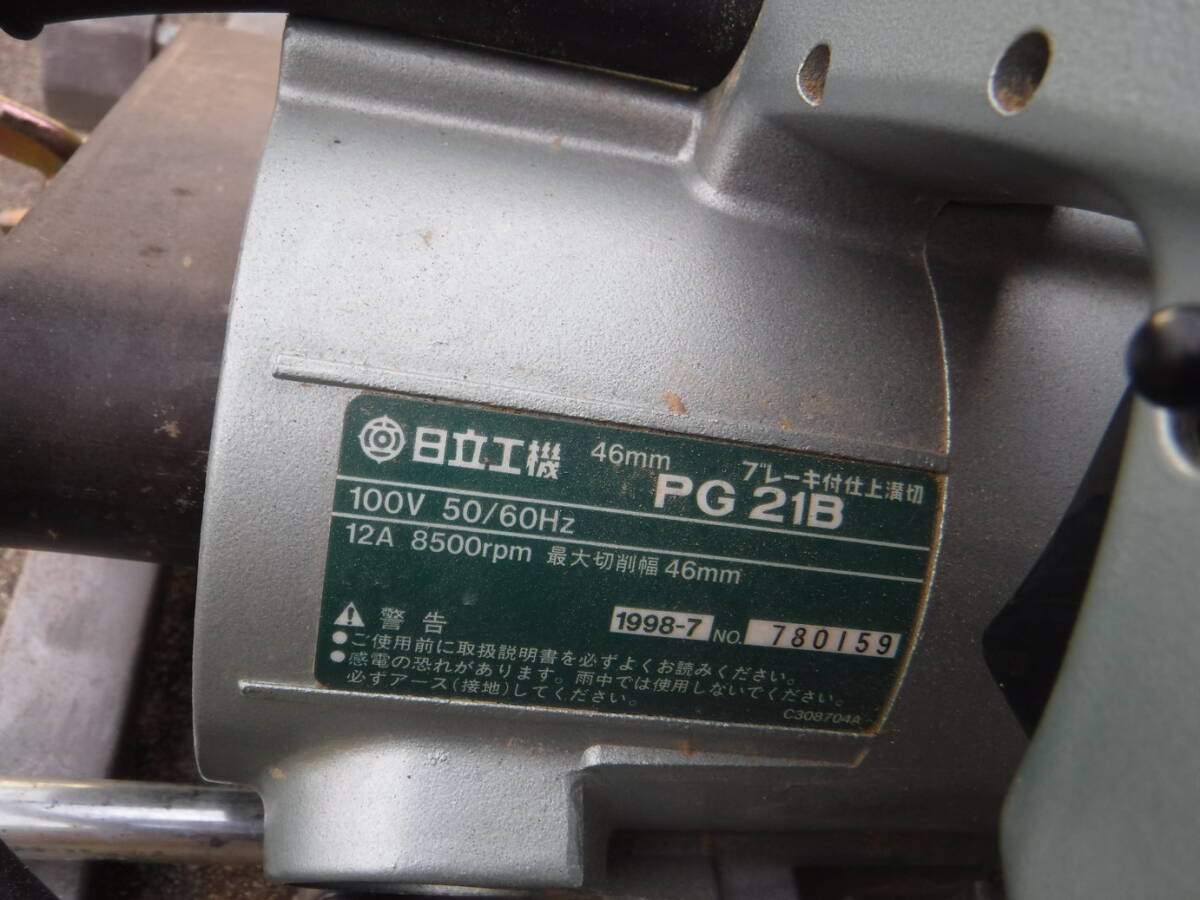 日立工機 46mm ブレーキ付仕上溝切
PG 21B
100V 50/60Hz
12A 8500rpm 最大切削幅 46mm
警告 1998-7 NO. 780159
●ご使用前に取扱説明書を必ずよくお読みください。
●感電の恐れがあります。雨中では使用しないでください。
必ずアース(接地)してください。
C308704A